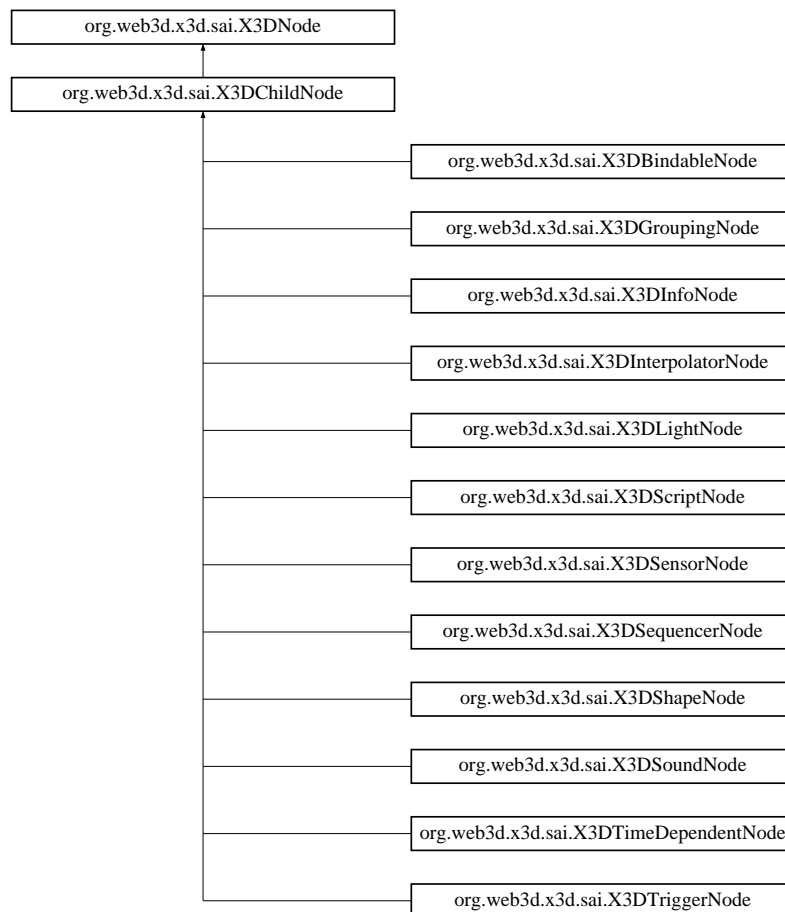 org.web3d.x3d.sai.X3DNode
org.web3d.x3d.sai.X3DChildNode
org.web3d.x3d.sai.X3DBindableNode
org.web3d.x3d.sai.X3DGroupingNode
org.web3d.x3d.sai.X3DInfoNode
org.web3d.x3d.sai.X3DInterpolatorNode
org.web3d.x3d.sai.X3DLightNode
org.web3d.x3d.sai.X3DScriptNode
org.web3d.x3d.sai.X3DSensorNode
org.web3d.x3d.sai.X3DSequencerNode
org.web3d.x3d.sai.X3DShapeNode
org.web3d.x3d.sai.X3DSoundNode
org.web3d.x3d.sai.X3DTimeDependentNode
org.web3d.x3d.sai.X3DTriggerNode